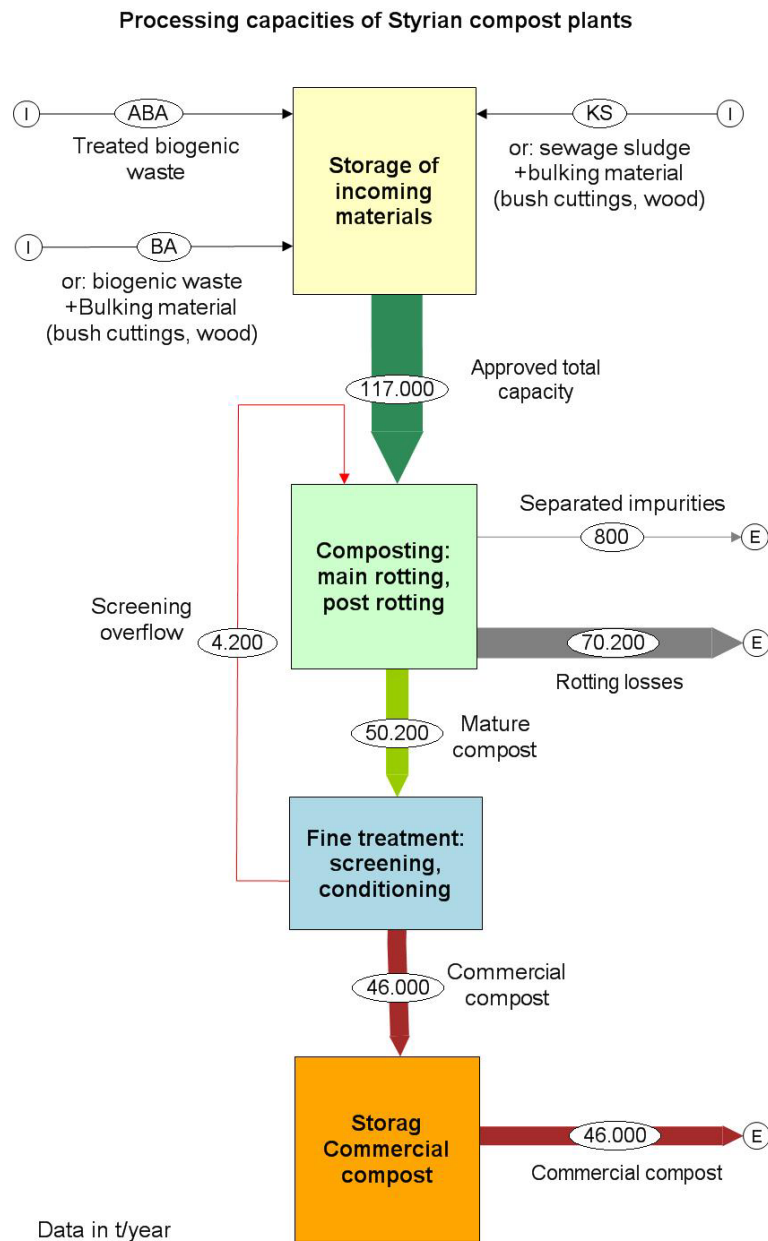 Processing capacities of Styrian compost plants
I
ABA
Treated biogenic
waste
KS
I
or: sewage sludge
+bulking material
(bush cuttings, wood)
Storage of
incoming
materials
I
BA
or: biogenic waste
+Bulking material
(bush cuttings, wood)
117.000
Approved total
capacity
Composting:
main rotting,
post rotting
Separated impurities
800
E
Screening
overflow
4.200
70.200
E
Rotting losses
50.200
Mature
compost
Fine treatment:
screening,
conditioning
46.000
Commercial
compost
Storag
Commercial
compost
46.000
E
Commercial compost
Data in t/year